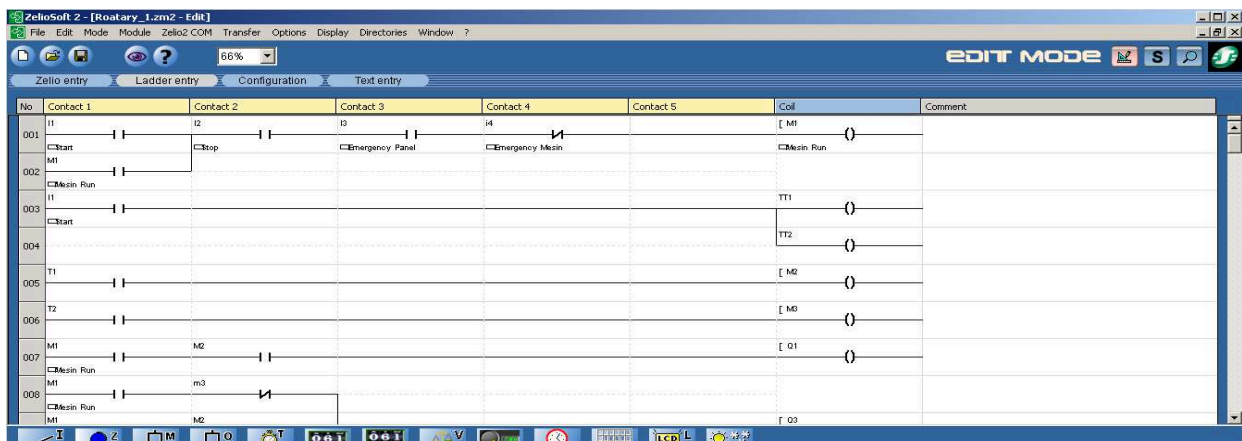 ZelioSoft 2 - [Roatary_1.zm2 - Edit]
File Edit Mode Module Zelio2 COM Transfer Options Display Directories Window ?
66% EDIT MODE S
Zelio entry Ladder entry Configuration Text entry
No Contact 1 Contact 2 Contact 3 Contact 4 Contact 5 Coil Comment
I1 I2 I3 i4 [ M1
001
Start Stop Emergency Panel Emergency Mesin Mesin Run
M1
002
Mesin Run
I1 TT1
003
Start
TT2
004
T1 [ M2
005
T2 [ M3
006
M1 M2 [ Q1
007
Mesin Run
M1 m3
008
Mesin Run
M1 M2 [ Q3
I Z M Q T 061 061 V LCD L